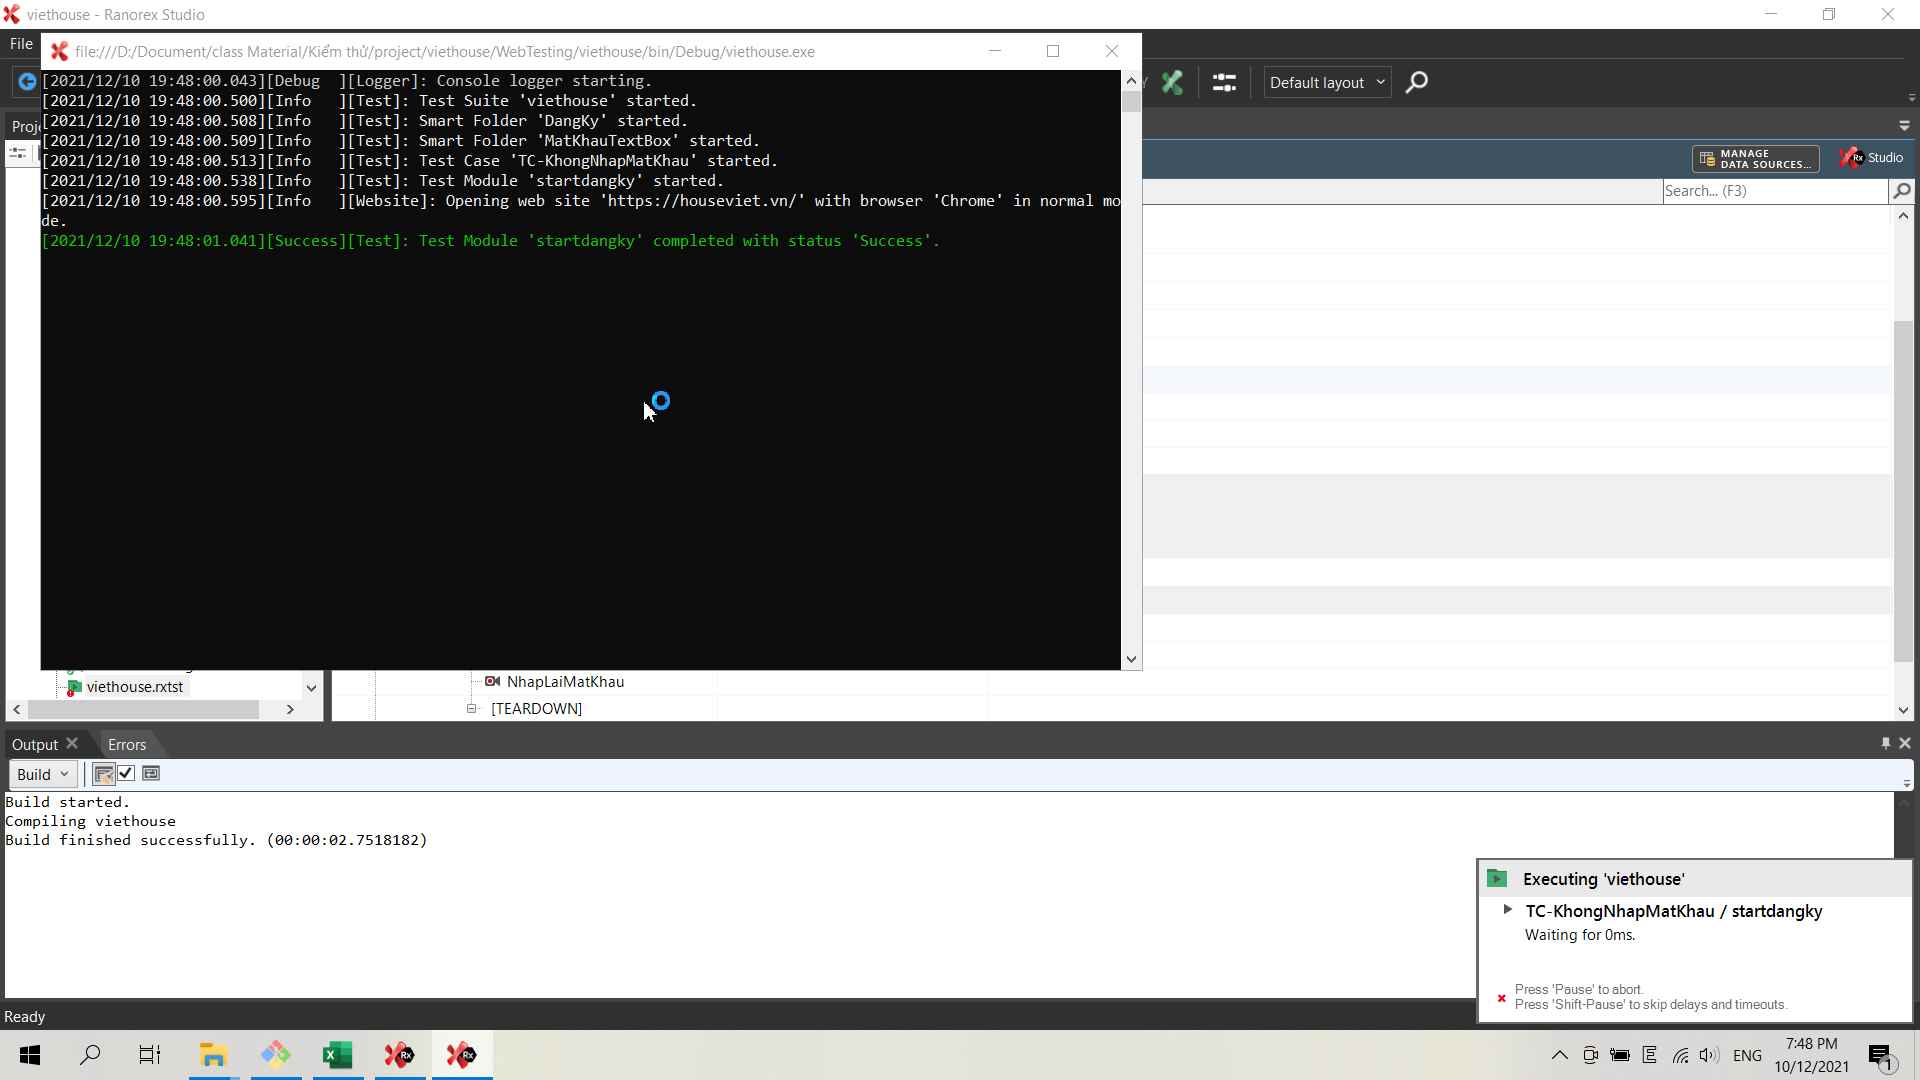 viethouse - Ranorex Studio
File
file:///D:/Document/class Material/Kiểm thử/project/viethouse/WebTesting/viethouse/bin/Debug/viethouse.exe
Default layout
[2021/12/10 19:48:00.043][Debug  ][Logger]: Console logger starting.
[2021/12/10 19:48:00.500][Info   ][Test]: Test Suite 'viethouse' started.
[2021/12/10 19:48:00.508][Info   ][Test]: Smart Folder 'DangKy' started.
[2021/12/10 19:48:00.509][Info   ][Test]: Smart Folder 'MatKhauTextBox' started.
[2021/12/10 19:48:00.513][Info   ][Test]: Test Case 'TC-KhongNhapMatKhau' started.
[2021/12/10 19:48:00.538][Info   ][Test]: Test Module 'startdangky' started.
[2021/12/10 19:48:00.595][Info   ][Website]: Opening web site 'https://houseviet.vn/' with browser 'Chrome' in normal mo
de.
[2021/12/10 19:48:01.041][Success][Test]: Test Module 'startdangky' completed with status 'Success'.
Proje
MANAGE
DATA SOURCES...
Rx
Studio
Search... (F3)
viethouse.rxtst
NhapLaiMatKhau
[TEARDOWN]
Output
Errors
Build
Build started.
Compiling viethouse
Build finished successfully. (00:00:02.7518182)
Executing 'viethouse'
TC-KhongNhapMatKhau / startdangky
Waiting for 0ms.
Press 'Pause' to abort.
Press 'Shift-Pause' to skip delays and timeouts.
Ready
Rx
Rx
ENG
7:48 PM
10/12/2021
1